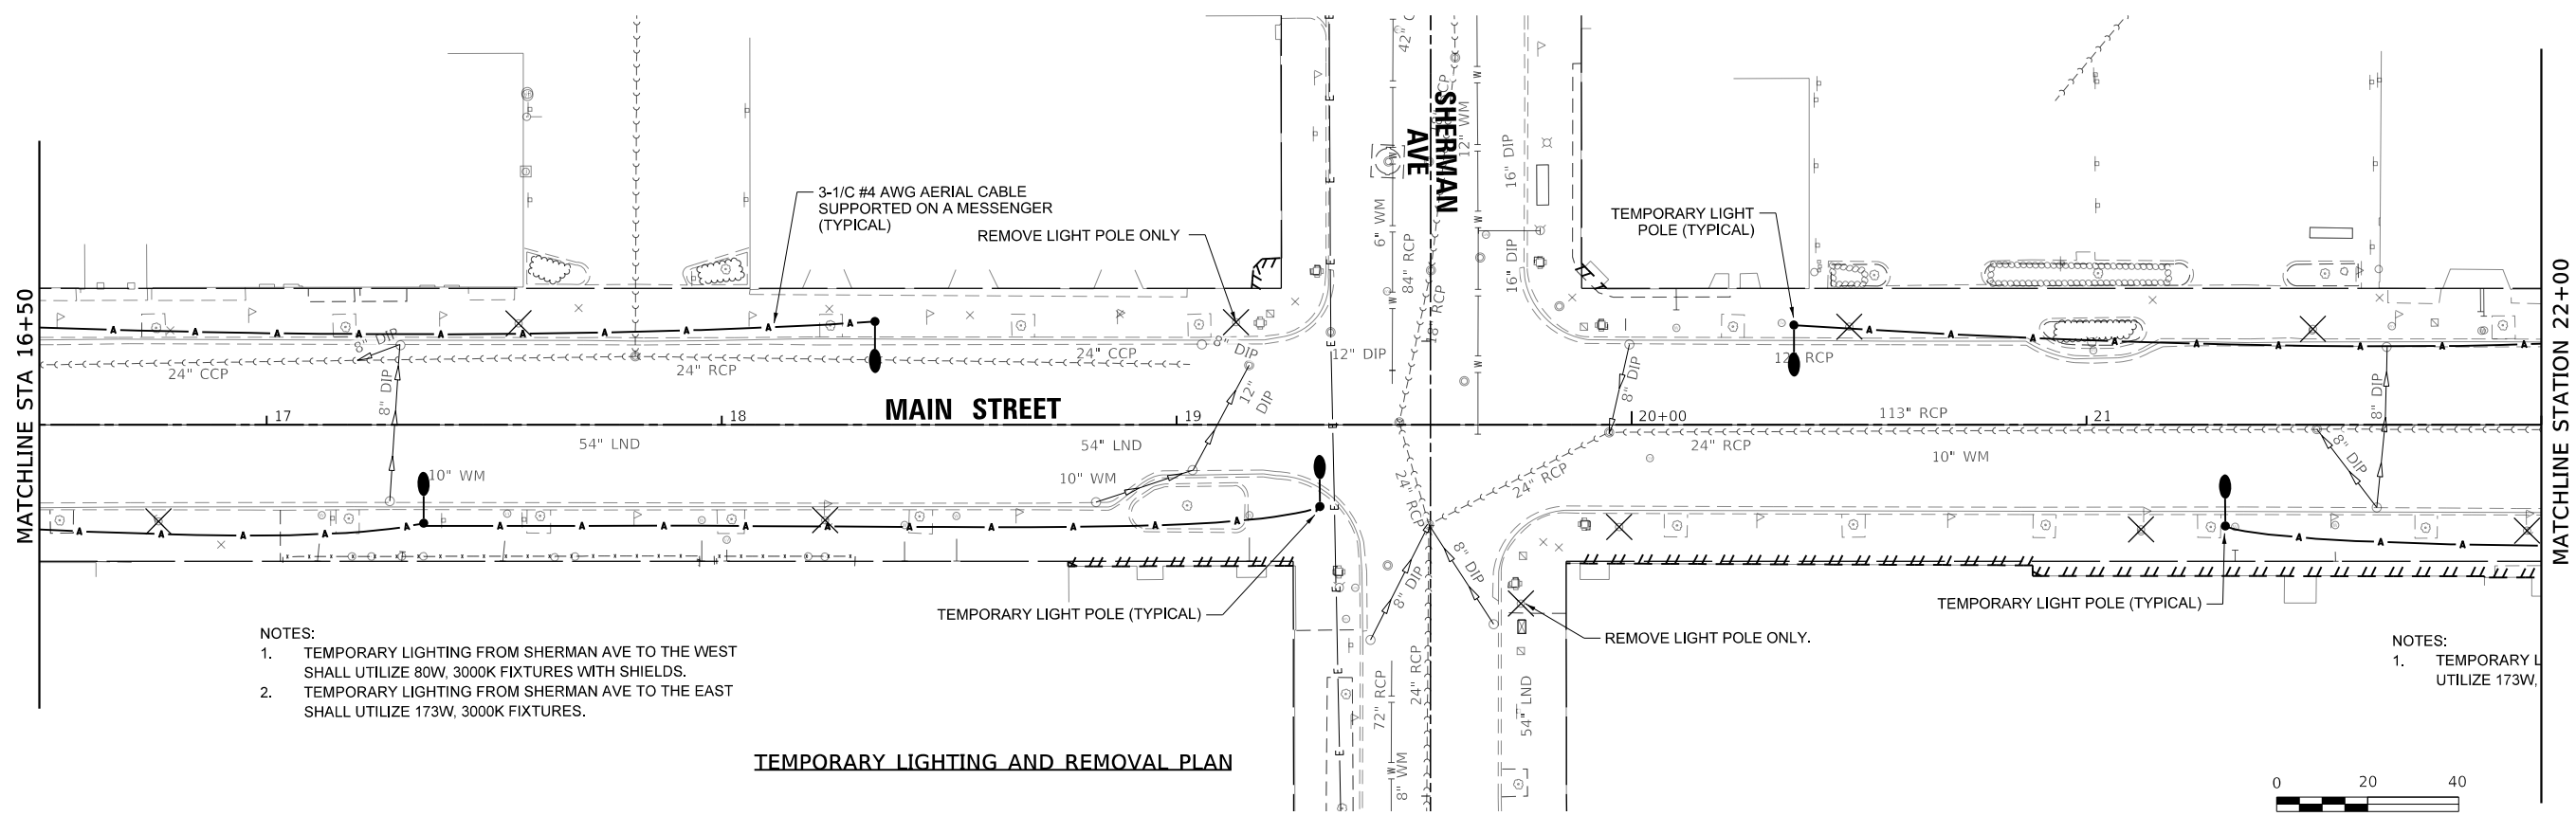 MATCHLINE STA 16+50
42"
SHERMAN
AVE
12" WM
6" WM
84" RCP
18" RCP
16" DIP
16" DIP
3-1/C #4 AWG AERIAL CABLE
SUPPORTED ON A MESSENGER
(TYPICAL)
REMOVE LIGHT POLE ONLY
TEMPORARY LIGHT
POLE (TYPICAL)
8" DIP
24" CCP
24" RCP
24" CCP
8" DIP
12" DIP
12" RCP
8" DIP
8" DIP
12" DIP
8" DIP
MAIN STREET
17
18
19
20+00
21
113" RCP
54" LND
54" LND
24" RCP
10" WM
10" WM
10" WM
24" RCP
24" RCP
8" DIP
8" DIP
8" DIP
TEMPORARY LIGHT POLE (TYPICAL)
TEMPORARY LIGHT POLE (TYPICAL)
REMOVE LIGHT POLE ONLY.
72" RCP
24" RCP
54" LND
8" WM
NOTES:
1. TEMPORARY LIGHTING FROM SHERMAN AVE TO THE WEST
SHALL UTILIZE 80W, 3000K FIXTURES WITH SHIELDS.
2. TEMPORARY LIGHTING FROM SHERMAN AVE TO THE EAST
SHALL UTILIZE 173W, 3000K FIXTURES.
NOTES:
1. TEMPORARY L
UTILIZE 173W,
TEMPORARY LIGHTING AND REMOVAL PLAN
0 20 40
MATCHLINE STATION 22+00